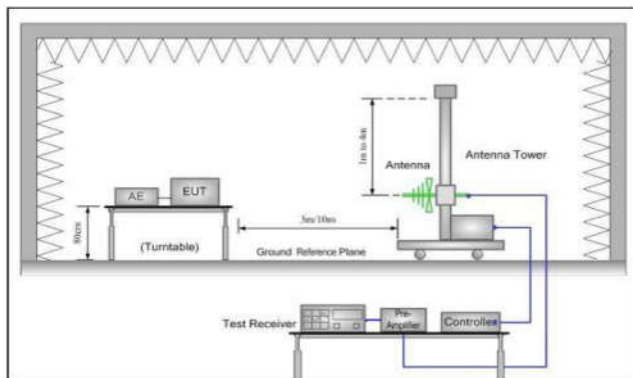 1m to 4m
Antenna
Antenna Tower
AE
EUT
80cm
(Turntable)
3m/10m
Ground Reference Plane
Test Receiver
Pre-
Amplifier
Controller